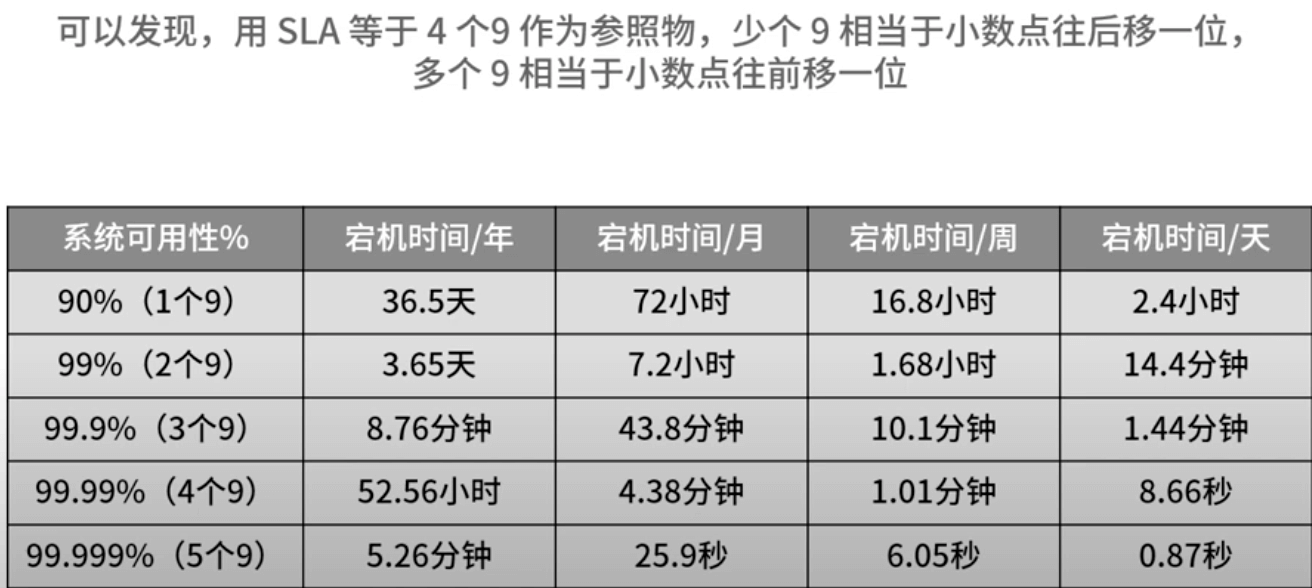 可以发现，用 SLA 等于 4 个9 作为参照物，少个 9 相当于小数点往后移一位，
多个 9 相当于小数点往前移一位
系统可用性% 宕机时间/年 宕机时间/月 宕机时间/周 宕机时间/天
90%（1个9） 36.5天 72小时 16.8小时 2.4小时
99%（2个9） 3.65天 7.2小时 1.68小时 14.4分钟
99.9%（3个9） 8.76分钟 43.8分钟 10.1分钟 1.44分钟
99.99%（4个9） 52.56小时 4.38分钟 1.01分钟 8.66秒
99.999%（5个9） 5.26分钟 25.9秒 6.05秒 0.87秒